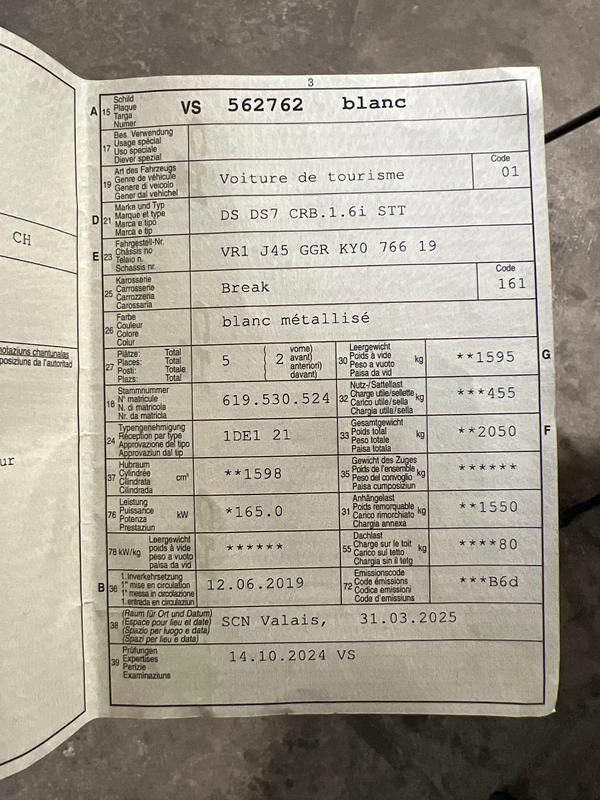 3
A 15 Schild
Plaque
Targa
Numer
VS 562762 blanc
17 Bes. Verwendung
Usage spécial
Uso speciale
Diever spezial
19 Art des Fahrzeugs
Genre de véhicule
Genere di veicolo
Gener dal vehichel
Voiture de tourisme
Code
01
D 21 Marke und Typ
Marque et type
Marca e tipo
Marca e tip
DS DS7 CRB.1.6i STT
E 23 Fahrgestell-Nr.
Châssis no
Telaio n.
Schassis nr.
VR1 J45 GGR KY0 766 19
25 Karosserie
Carrosserie
Carrozzeria
Carossaria
Break
Code
161
26 Farbe
Couleur
Colore
Colur
blanc métallisé
27 Plätze: Total
Places: Total
Posti: Totale
Plazs: Total
5
( 2 vorne)
avant)
anteriori)
davant)
30 Leergewicht
Poids à vide
Peso a vuoto
Paisa da vid
kg
**1595
G
18 Stammnummer
N° matricule
N. di matricola
Nr. da matricla
619.530.524
32 Nutz-/Sattellast
Charge utile/sellette
Carico utile/sella
Chargia utila/sella
kg
***455
24 Typengenehmigung
Réception par type
Approvazione del tipo
Approvaziun dal tip
1DE1 21
33 Gesamtgewicht
Poids total
Peso totale
Paisa totala
kg
**2050
F
37 Hubraum
Cylindrée
Cilindrata
Cilindrada
cm³
**1598
35 Gewicht des Zuges
Poids de l'ensemble
Peso del convoglio
Paisa cumposiziun
kg
******
76 Leistung
Puissance
Potenza
Prestaziun
kW
*165.0
31 Anhängelast
Poids remorquable
Carico rimorchiato
Chargia annexa
kg
**1550
78 kW/kg Leergewicht
poids à vide
peso a vuoto
paisa da vid
******
55 Dachlast
Charge sur le toit
Carico sul tetto
Chargia sin il tetg
kg
****80
B 36 1. Inverkehrsetzung
1re mise en circulation
1a messa in circolazione
1. entrada en circulaziun
12.06.2019
72 Emissionscode
Code émissions
Codice emissioni
Code d'emissiuns
***B6d
38 (Raum für Ort und Datum)
(Espace pour lieu et date)
(Spazio per luogo e data)
(Spazi per lieu e data)
SCN Valais, 31.03.2025
39 Prüfungen
Expertises
Perizie
Examinaziuns
14.10.2024 VS
CH
notaziuns chantunalas
posiziuns da l'autoritad
ur